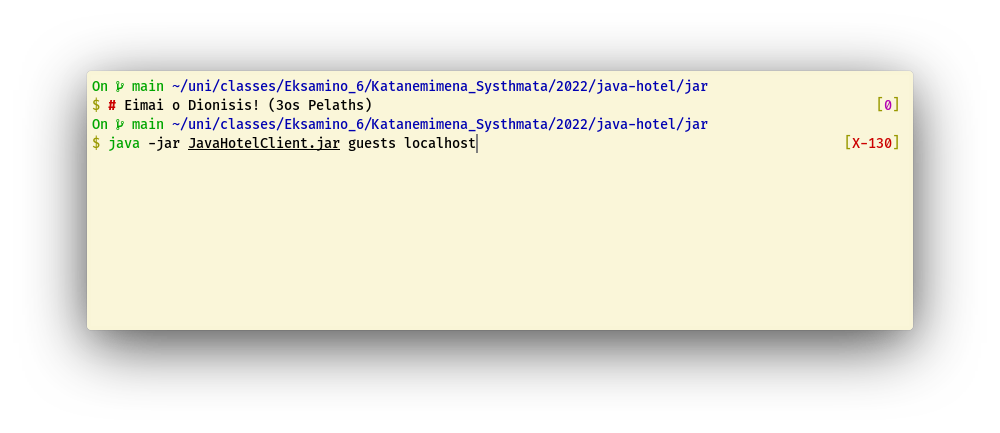 On main ~/uni/classes/Eksamino_6/Katanemimena_Systhmata/2022/java-hotel/jar
$ # Eimai o Dionisis! (3os Pelaths) [0]
On main ~/uni/classes/Eksamino_6/Katanemimena_Systhmata/2022/java-hotel/jar
$ java -jar JavaHotelClient.jar guests localhost [X-130]